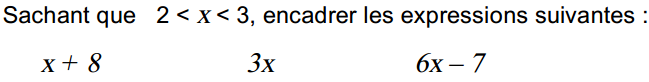 Sachant que 2 < x < 3, encadrer les expressions suivantes :
x + 8 3x 6x – 7